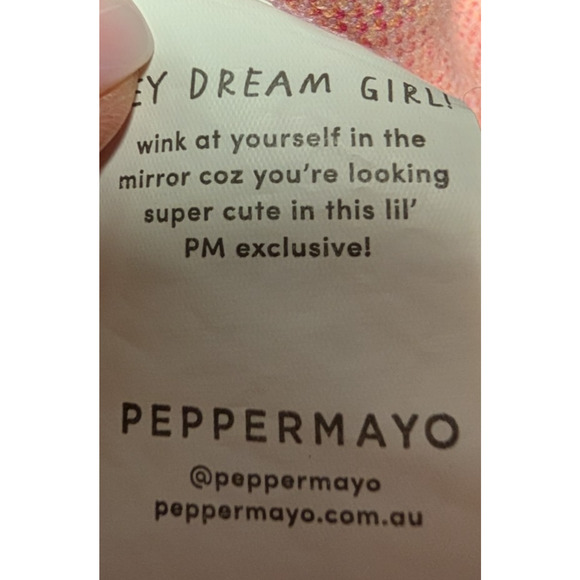 EY DREAM GIRL!
wink at yourself in the
mirror coz you're looking
super cute in this lil'
PM exclusive!
PEPPERMAYO
@peppermayo
peppermayo.com.au